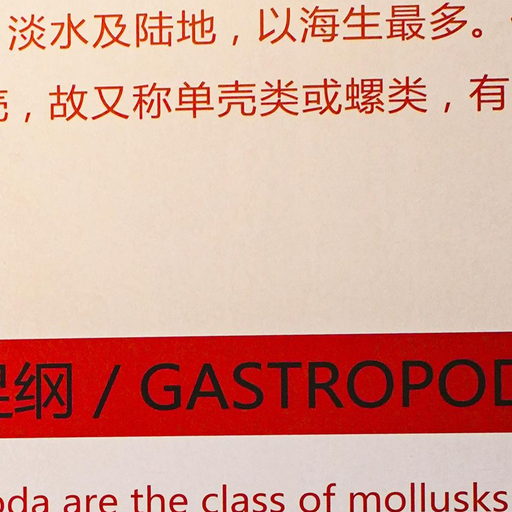 淡水及陆地，以海生最多。
，故又称单壳类或螺类，有
纲 / GASTROPOD
oda are the class of mollusks